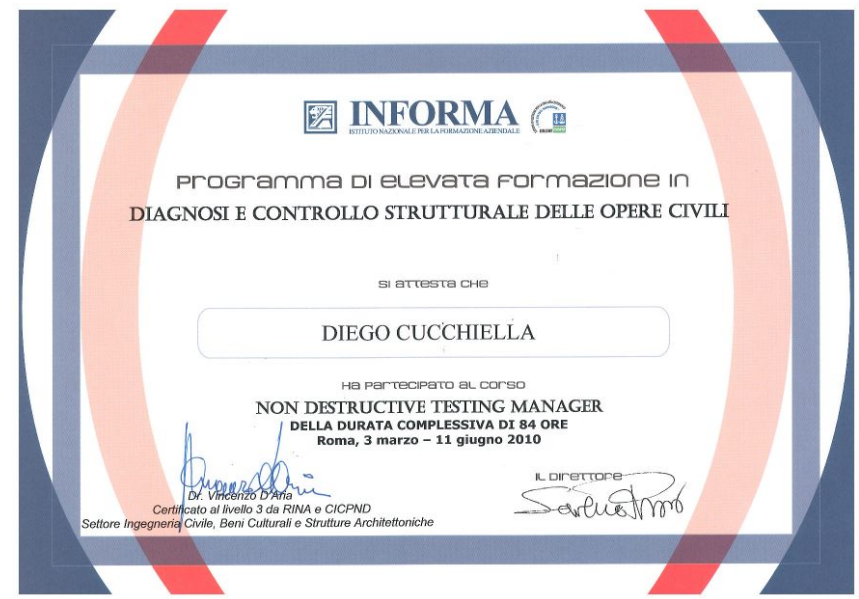 INFORMA
ISTITUTO NAZIONALE PER LA FORMAZIONE AZIENDALE
Programma di elevata formazione in
DIAGNOSI E CONTROLLO STRUTTURALE DELLE OPERE CIVILI
si attesta che
DIEGO CUCCHIELLA
ha partecipato al corso
NON DESTRUCTIVE TESTING MANAGER
DELLA DURATA COMPLESSIVA DI 84 ORE
Roma, 3 marzo – 11 giugno 2010
Dr. Vincenzo D'Aria
Certificato al livello 3 da RINA e CICPND
Settore Ingegneria Civile, Beni Culturali e Strutture Architettoniche
IL DIRETTORE